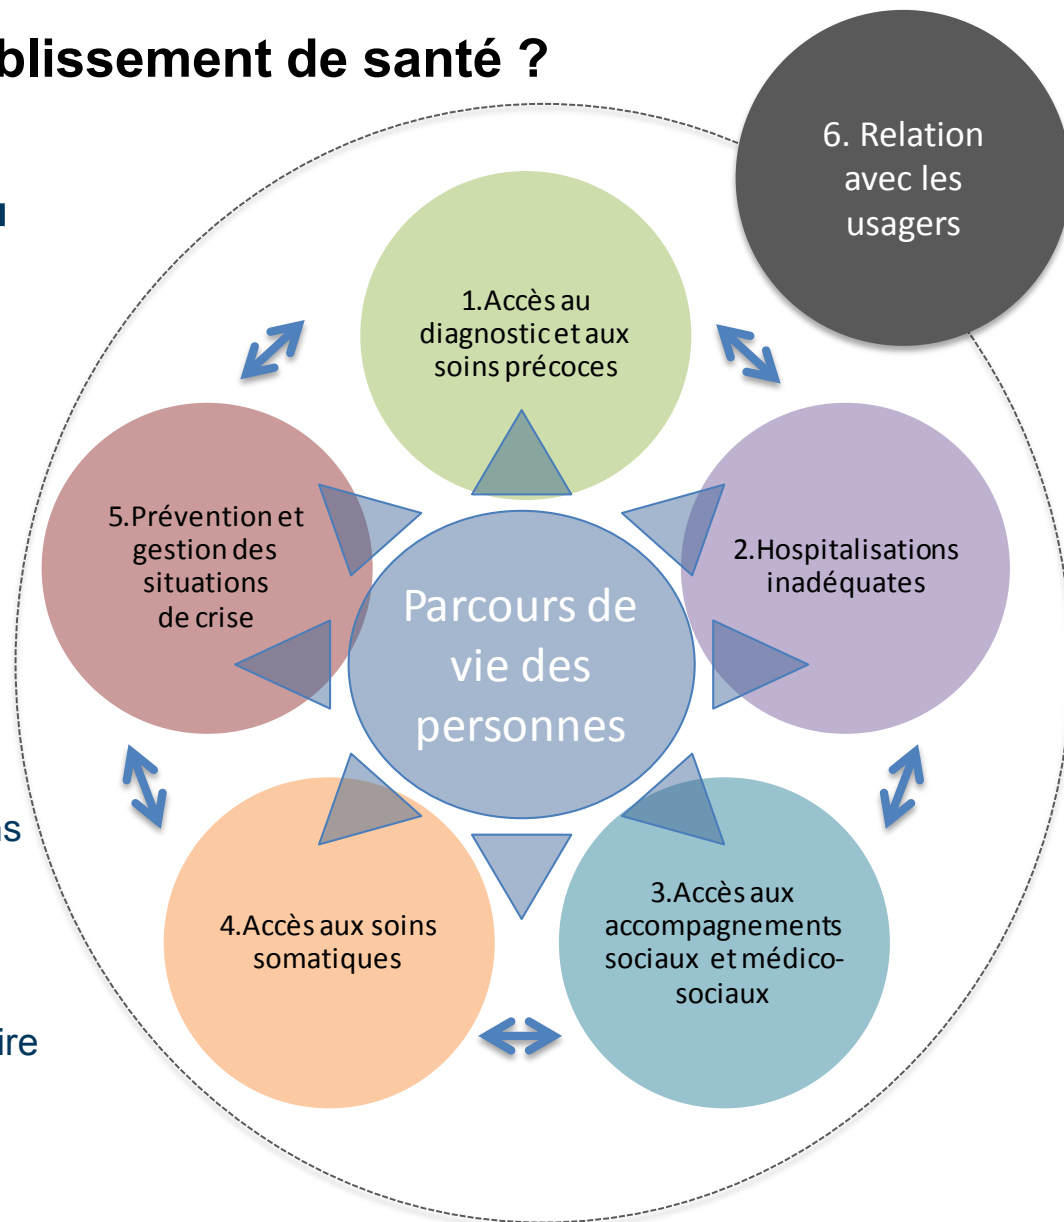 blissement de santé ?
6. Relation
avec les
usagers
1.Accès au
diagnostic et aux
soins précoces
5.Prévention et
gestion des
situations
de crise
2.Hospitalisations
inadéquates
Parcours de
vie des
personnes
4.Accès aux soins
somatiques
3.Accès aux
accompagnements
sociaux et médico-
sociaux
ire